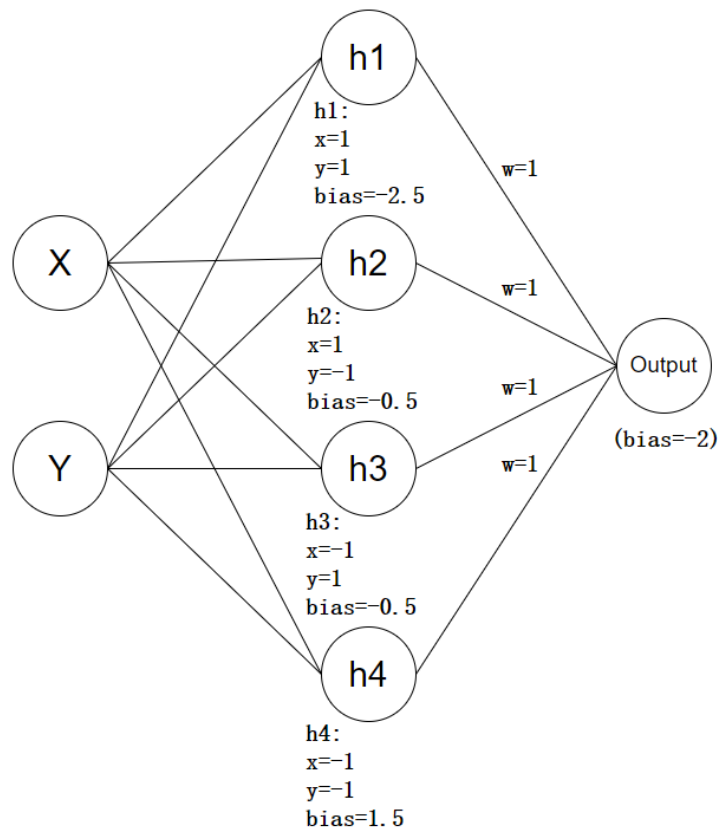 h1
h1:
x=1
y=1
bias=-2.5
w=1
X
h2
h2:
x=1
y=-1
bias=-0.5
w=1
Output
(bias=-2)
w=1
Y
h3
h3:
x=-1
y=1
bias=-0.5
w=1
h4
h4:
x=-1
y=-1
bias=1.5